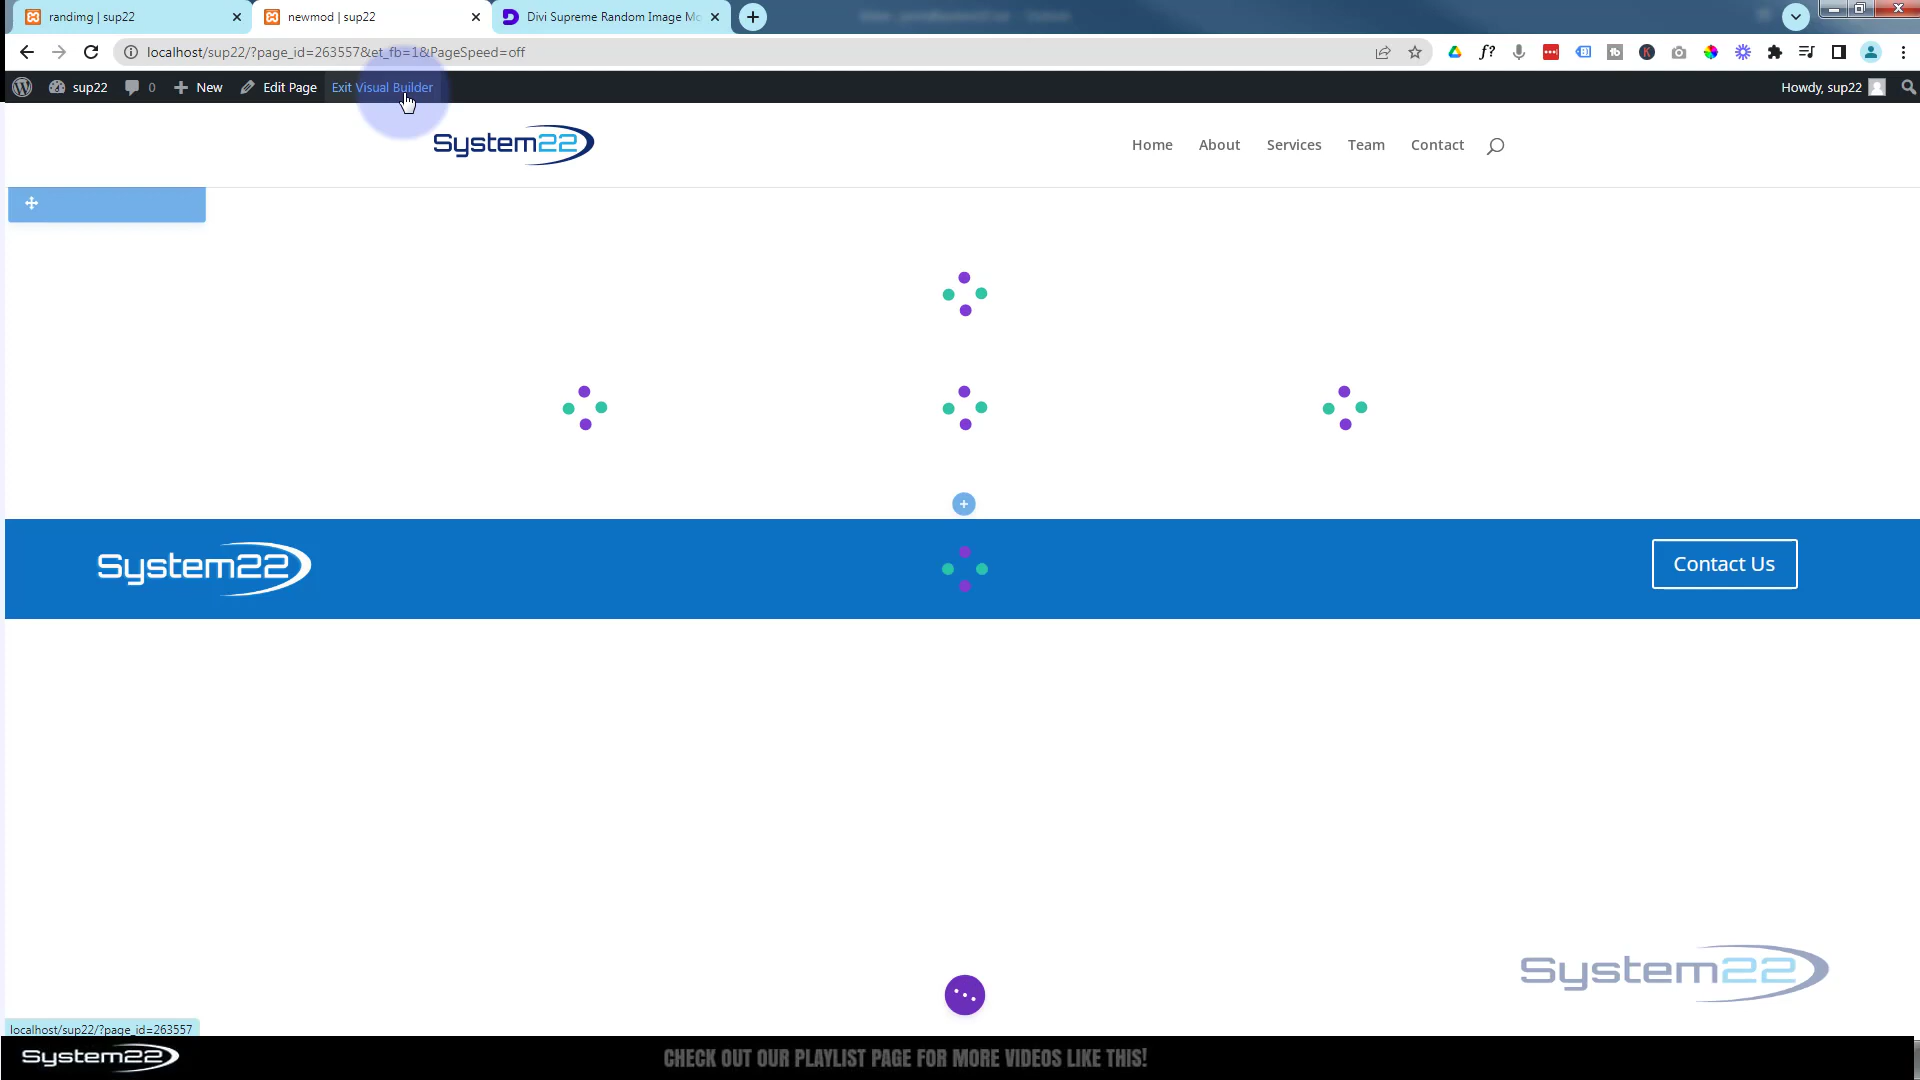 randimg | sup22
newmod | sup22
Divi Supreme Random Image Mo
localhost/sup22/?page_id=263557&et_fb=1&PageSpeed=off
sup22
0
New
Edit Page
Exit Visual Builder
Howdy, sup22
System22
Home
About
Services
Team
Contact
System22
Contact Us
System22
localhost/sup22/?page_id=263557
System22
CHECK OUT OUR PLAYLIST PAGE FOR MORE VIDEOS LIKE THIS!